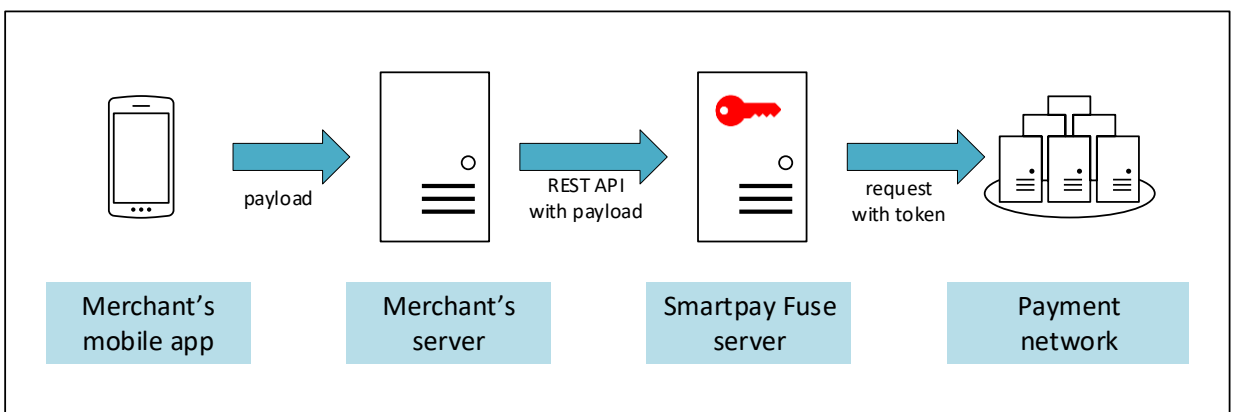 payload
REST API
with payload
request
with token
Merchant’s
mobile app
Merchant’s
server
Smartpay Fuse
server
Payment
network